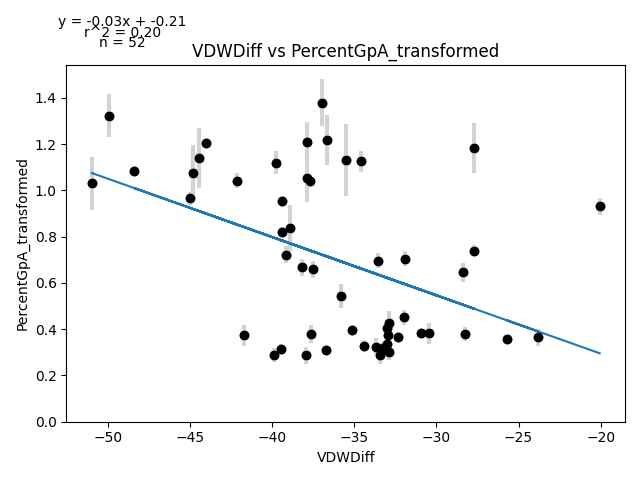 y = -0.03x + -0.21
r^2 = 0.20
n = 52
VDWDiff vs PercentGpA_transformed
PercentGpA_transformed
1.4
1.2
1.0
0.8
0.6
0.4
0.2
0.0
−50
−45
−40
−35
−30
−25
−20
VDWDiff